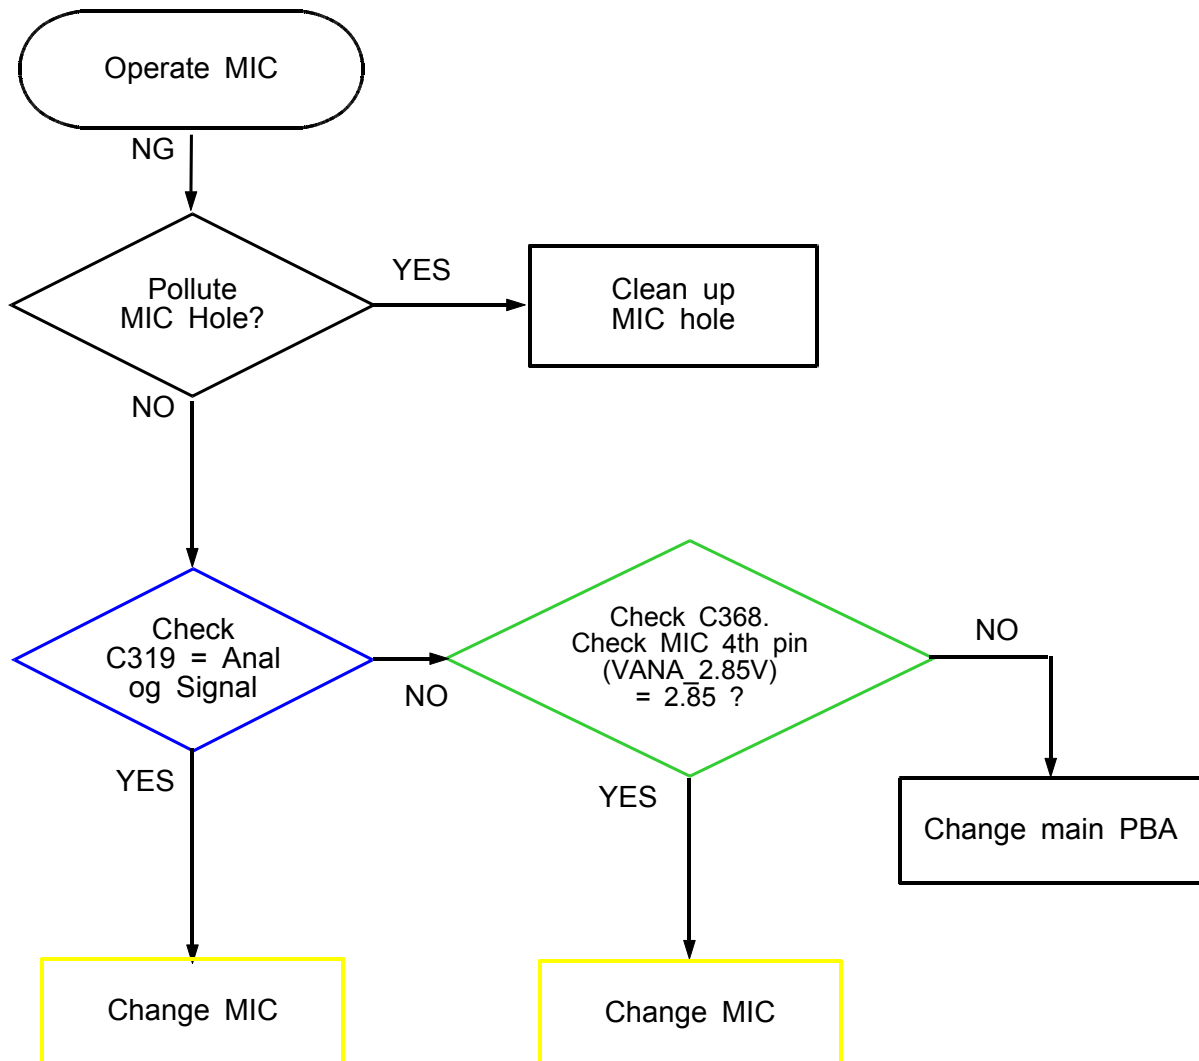 Operate MIC
NG
Pollute
MIC Hole?
YES
Clean up
MIC hole
NO
Check
C319 = Anal
og Signal
NO
Check C368.
Check MIC 4th pin
(VANA_2.85V)
= 2.85 ?
NO
YES
YES
Change main PBA
Change MIC
Change MIC